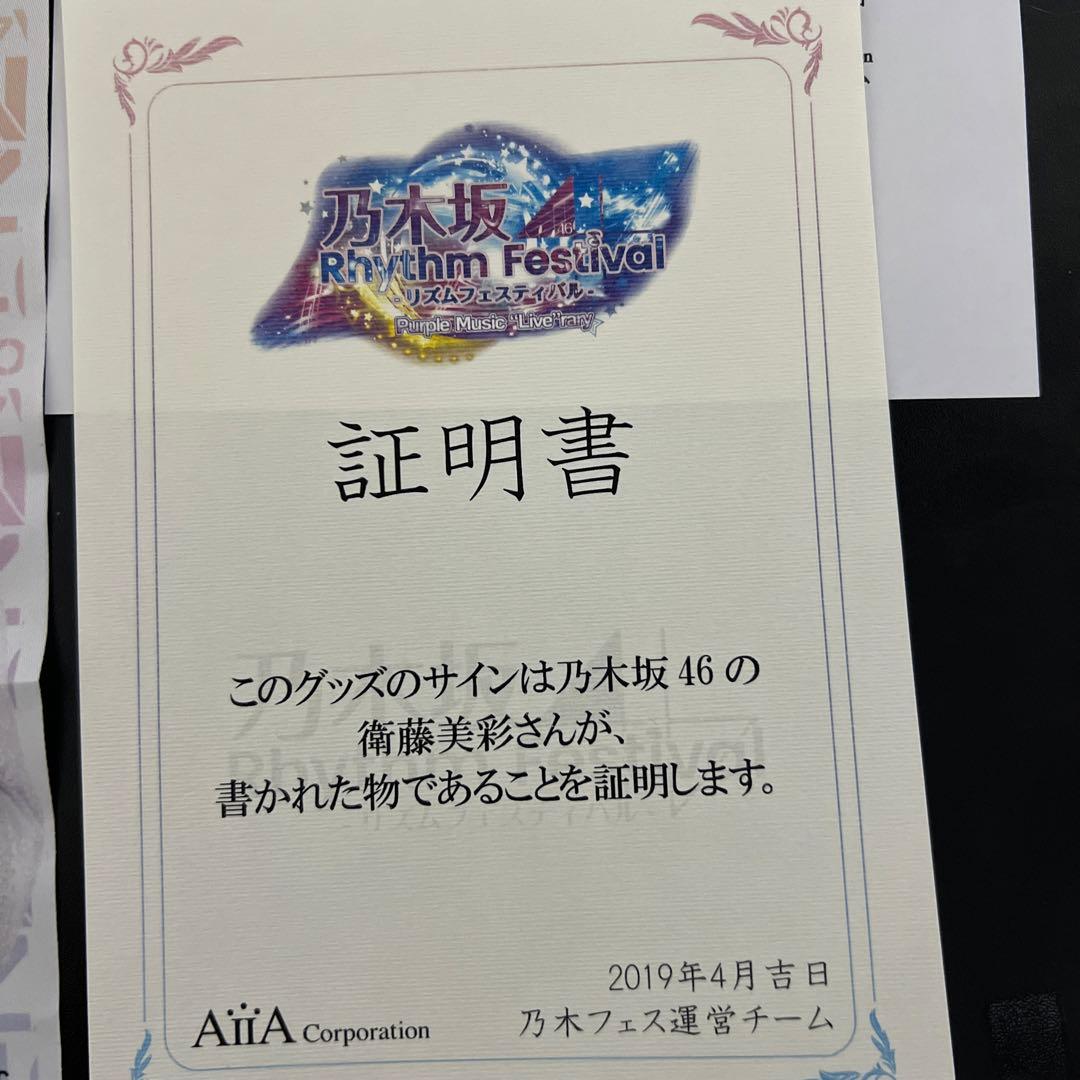 乃木坂46
Rhythm Festival
-リズムフェスティバル-
Purple Music "Live"rary
証明書
このグッズのサインは乃木坂46の
衛藤美彩さんが、
書かれた物であることを証明します。
2019年4月吉日
AiiA Corporation
乃木フェス運営チーム